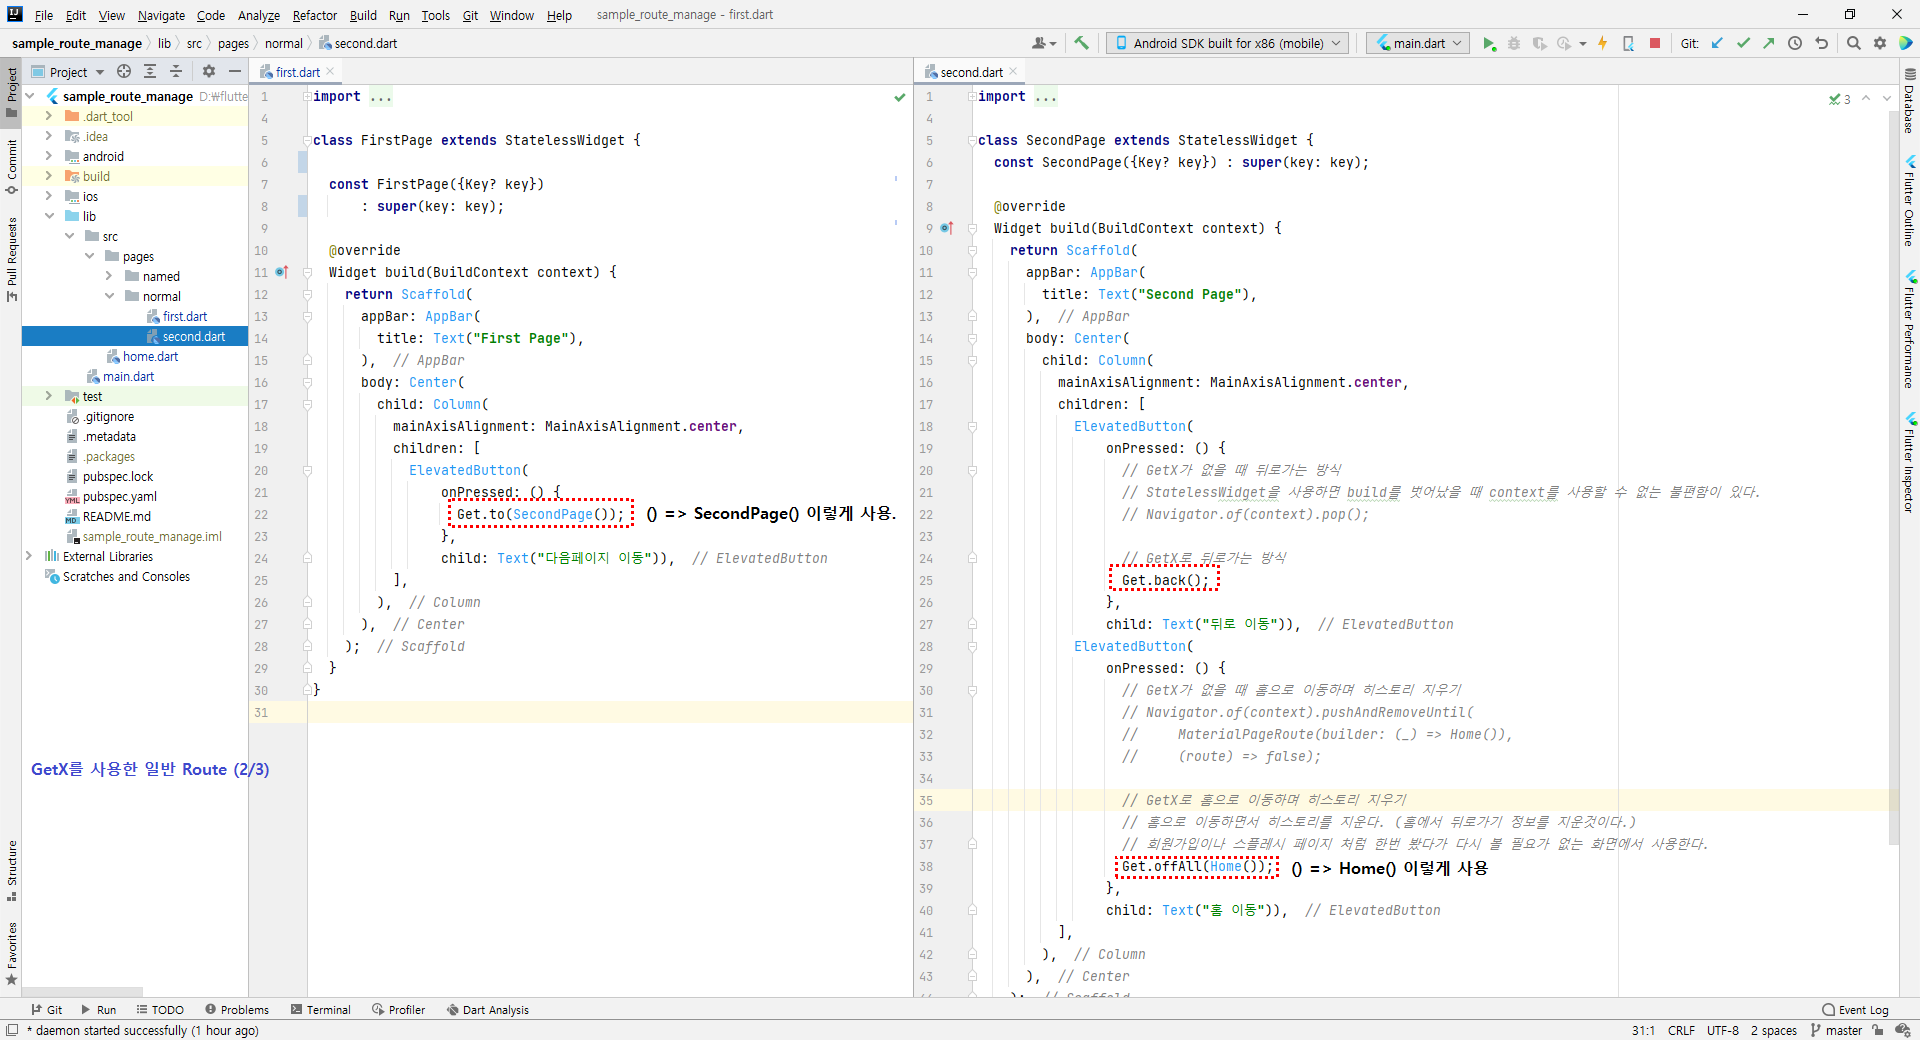 File Edit View Navigate Code Analyze Refactor Build Run Tools Git Window Help sample_route_manage - first.dart
sample_route_manage lib src pages normal second.dart Android SDK built for x86 (mobile) main.dart Git:
Project first.dart second.dart
Project
Commit
Pull Requests
Structure
Favorites
sample_route_manage D:₩flutte
.dart_tool
.idea
android
build
ios
lib
src
pages
named
normal
first.dart
second.dart
home.dart
main.dart
test
.gitignore
.metadata
.packages
pubspec.lock
pubspec.yaml
README.md
sample_route_manage.iml
External Libraries
Scratches and Consoles
GetX를 사용한 일반 Route (2/3)
1 import ...
4
5 class FirstPage extends StatelessWidget {
6
7 const FirstPage({Key? key})
8 : super(key: key);
9
10 @override
11 Widget build(BuildContext context) {
12 return Scaffold(
13 appBar: AppBar(
14 title: Text("First Page"),
15 ), // AppBar
16 body: Center(
17 child: Column(
18 mainAxisAlignment: MainAxisAlignment.center,
19 children: [
20 ElevatedButton(
21 onPressed: () {
22 Get.to(SecondPage()); () => SecondPage() 이렇게 사용.
23 },
24 child: Text("다음페이지 이동")), // ElevatedButton
25 ],
26 ), // Column
27 ), // Center
28 ); // Scaffold
29 }
30 }
31
3
1 import ...
4
5 class SecondPage extends StatelessWidget {
6 const SecondPage({Key? key}) : super(key: key);
7
8 @override
9 Widget build(BuildContext context) {
10 return Scaffold(
11 appBar: AppBar(
12 title: Text("Second Page"),
13 ), // AppBar
14 body: Center(
15 child: Column(
16 mainAxisAlignment: MainAxisAlignment.center,
17 children: [
18 ElevatedButton(
19 onPressed: () {
20 // GetX가 없을 때 뒤로가는 방식
21 // StatelessWidget을 사용하면 build를 벗어났을 때 context를 사용할 수 없는 불편함이 있다.
22 // Navigator.of(context).pop();
23
24 // GetX로 뒤로가는 방식
25 Get.back();
26 },
27 child: Text("뒤로 이동")), // ElevatedButton
28 ElevatedButton(
29 onPressed: () {
30 // GetX가 없을 때 홈으로 이동하며 히스토리 지우기
31 // Navigator.of(context).pushAndRemoveUntil(
32 // MaterialPageRoute(builder: (_) => Home()),
33 // (route) => false);
34
35 // GetX로 홈으로 이동하며 히스토리 지우기
36 // 홈으로 이동하면서 히스토리를 지운다. (홈에서 뒤로가기 정보를 지운것이다.)
37 // 회원가입이나 스플레시 페이지 처럼 한번 봤다가 다시 볼 필요가 없는 화면에서 사용한다.
38 Get.offAll(Home()); () => Home() 이렇게 사용
39 },
40 child: Text("홈 이동")), // ElevatedButton
41 ],
42 ), // Column
43 ), // Center
44 ); // Scaffold
Database
Flutter Outline
Flutter Performance
Flutter Inspector
Git Run TODO Problems Terminal Profiler Dart Analysis Event Log
* daemon started successfully (1 hour ago) 31:1 CRLF UTF-8 2 spaces master